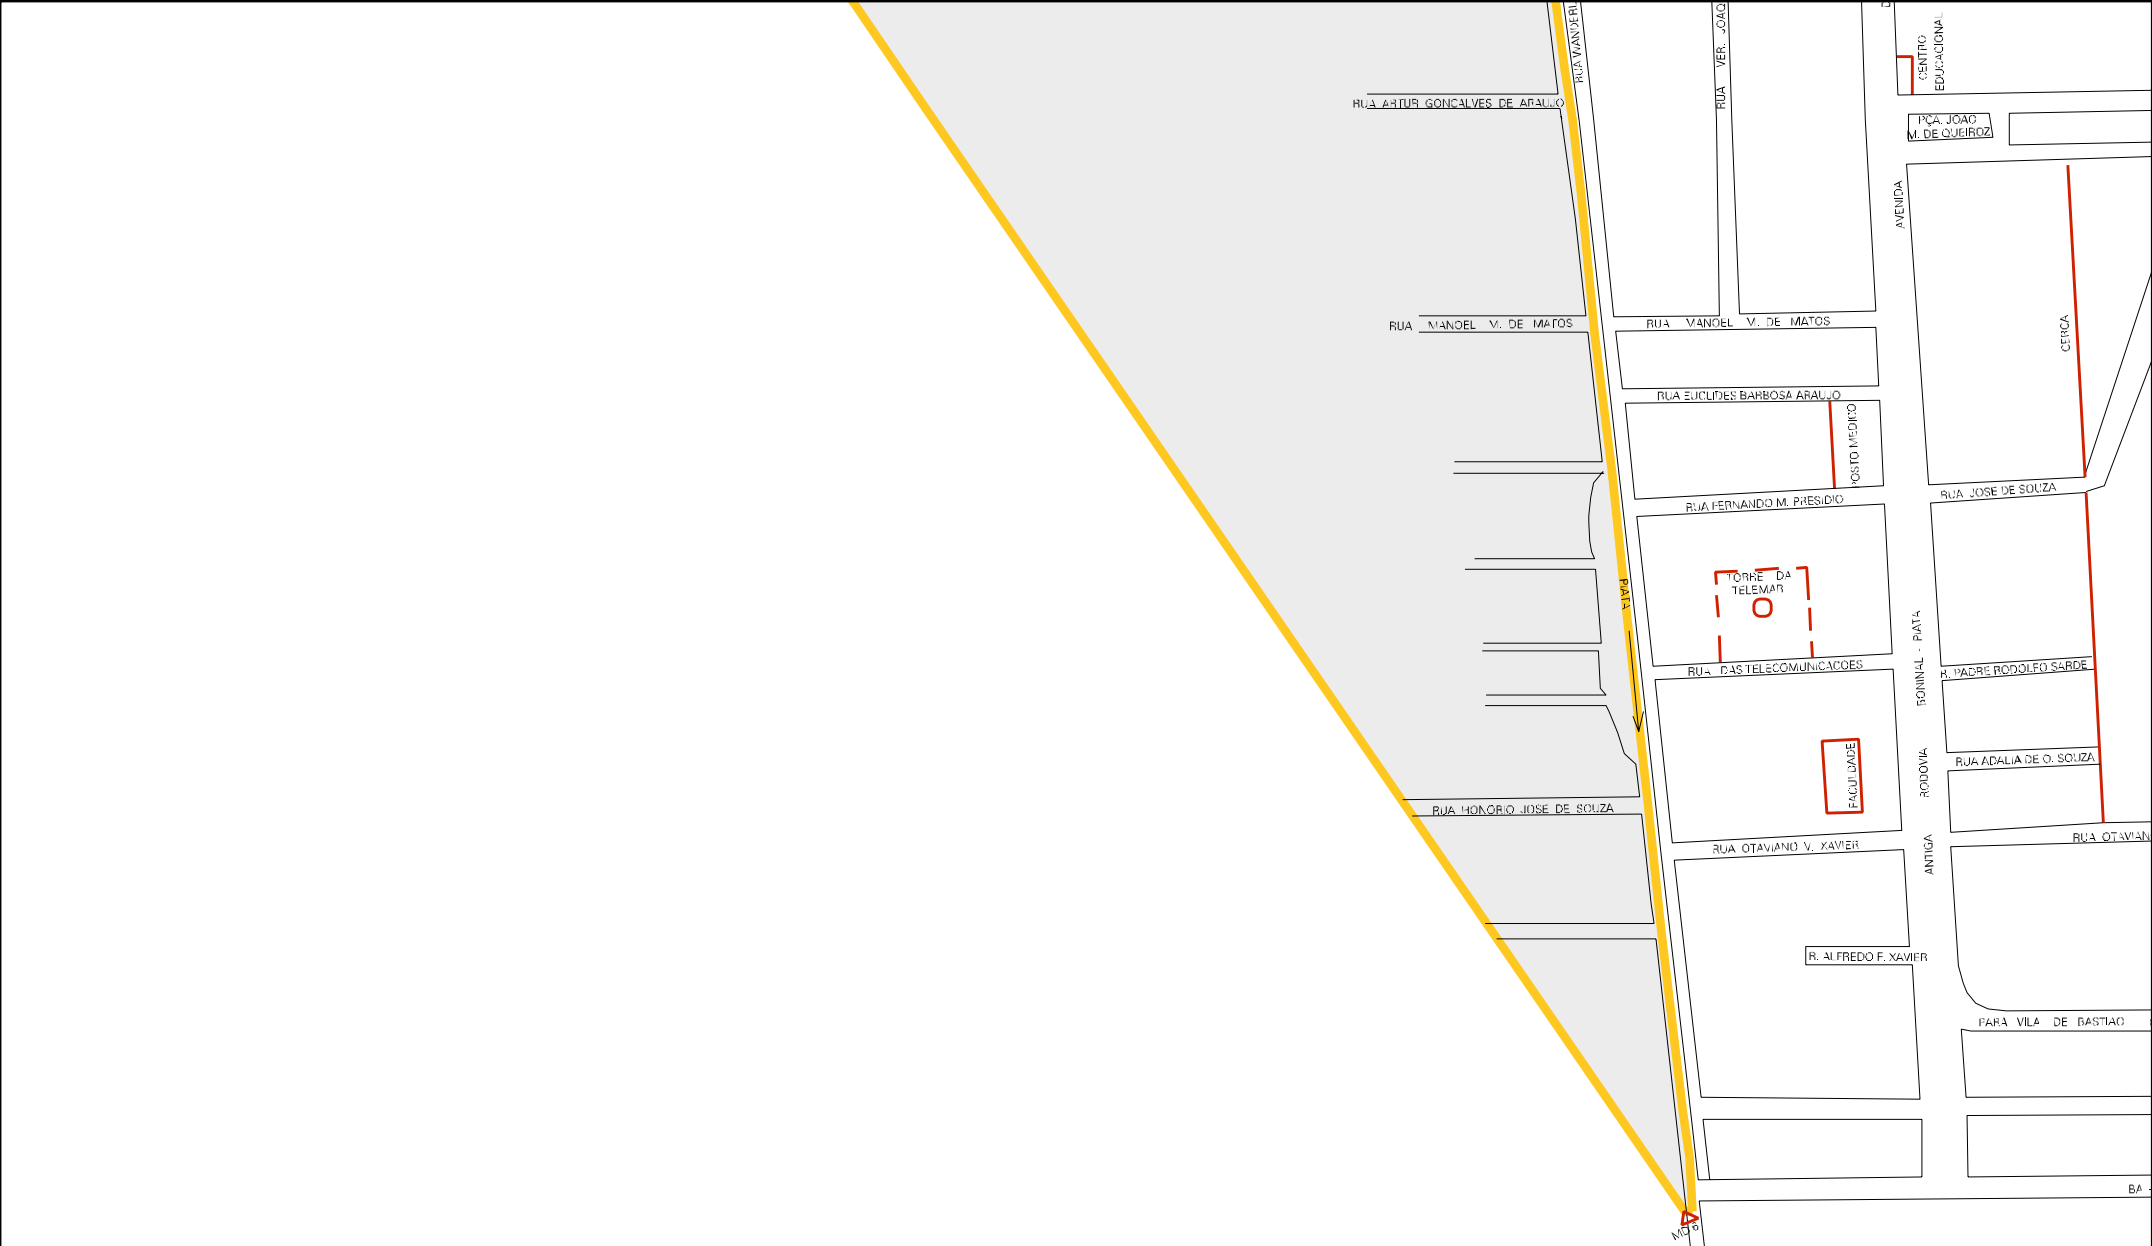 RUA WANDERL
RUA VER. JOAQ
CENTRO
EDUCACIONAL
RUA ARTUR GONCALVES DE ARAUJO
PÇA. JOAO
M. DE QUEIROZ
AVENIDA
RUA MANOEL M. DE MATOS
RUA MANOEL M. DE MATOS
CERCA
RUA EUCLIDES BARBOSA ARAUJO
POSTO MEDICO
RUA JOSE DE SOUZA
RUA FERNANDO M. PRESIDIO
TORRE DA
TELEMAR
PIATA
BONINAL - PIATA
RUA DAS TELECOMUNICACOES
R. PADRE RODOLFO SARDE
FACULDADE
RODOVIA
RUA ADALIA DE O. SOUZA
RUA HONORIO JOSE DE SOUZA
RUA OTAVIANO V. XAVIER
ANTIGA
RUA OTAVIAN
R. ALFREDO F. XAVIER
PARA VILA DE BASTIAO
BA -